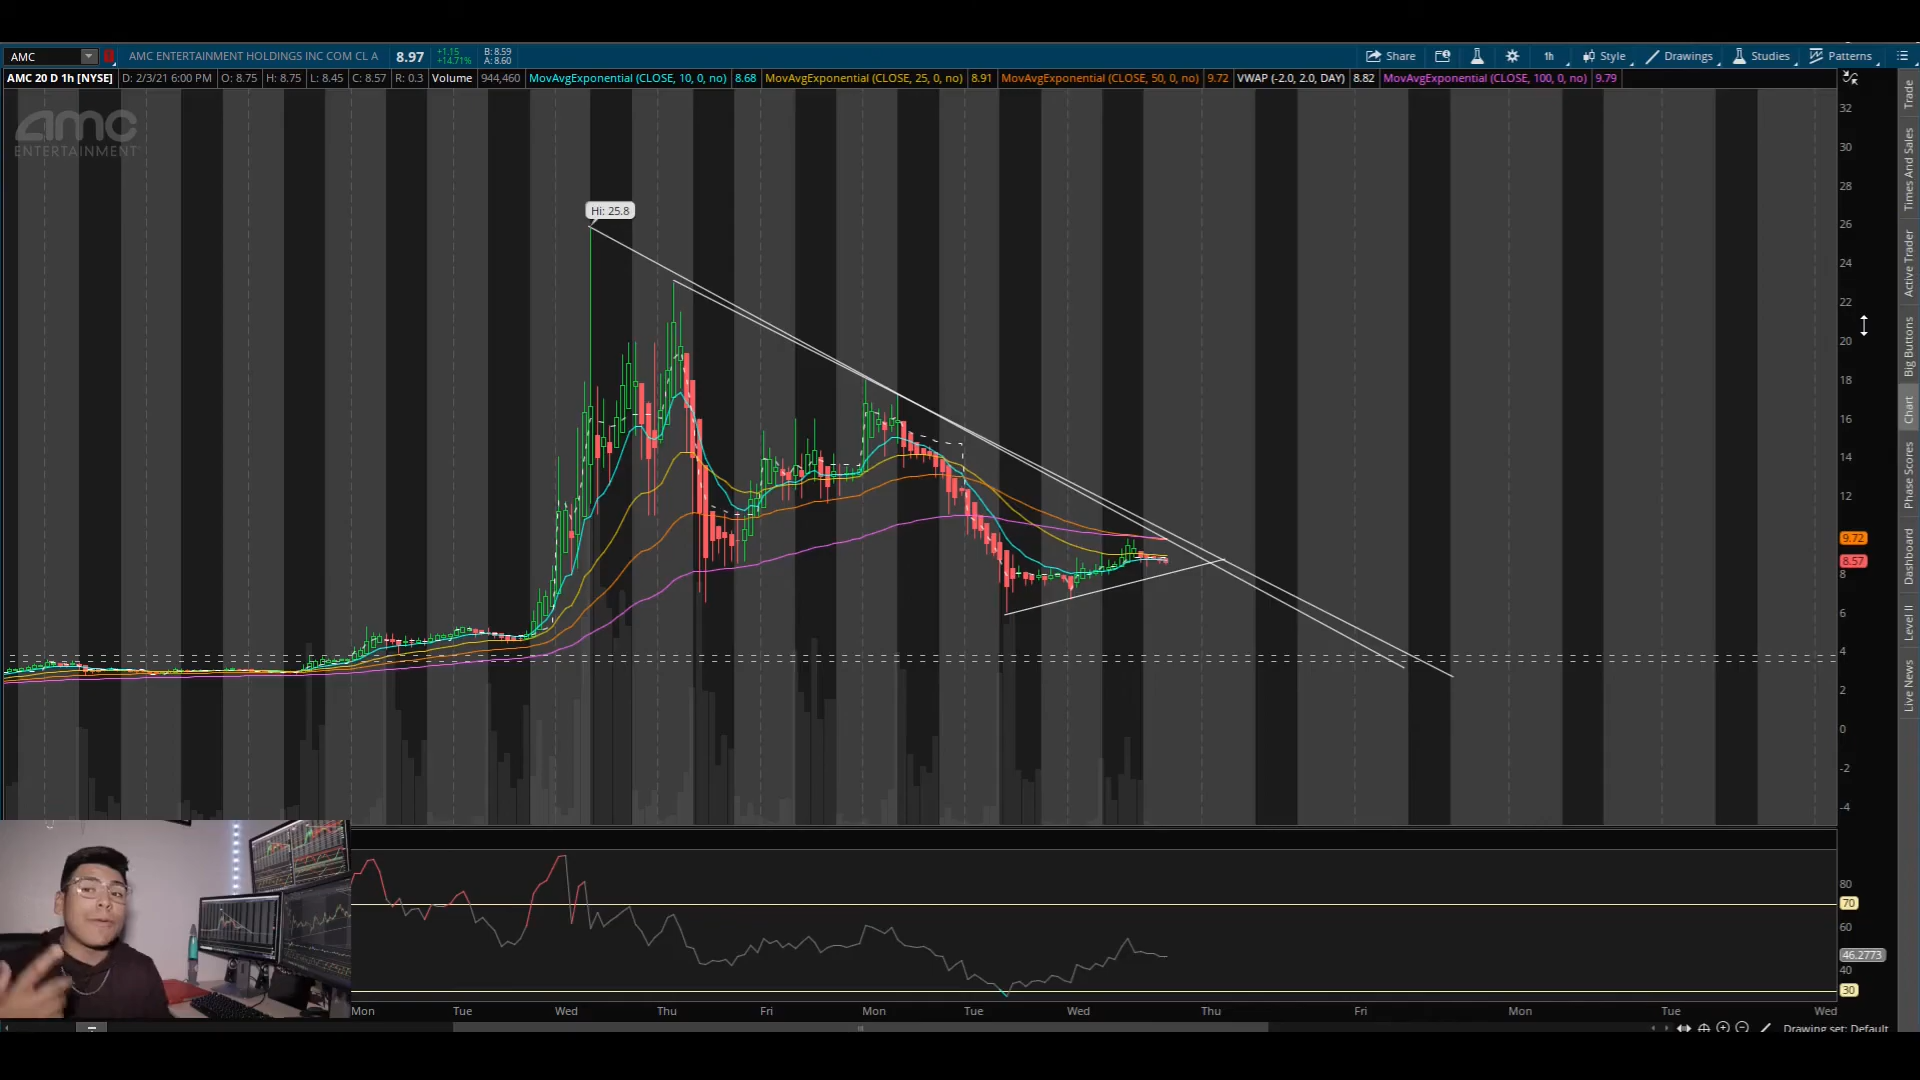 AMC
AMC ENTERTAINMENT HOLDINGS INC COM CL A
8.97
+1.15
+14.71%
B: 8.59
A: 8.60
Share
1h
Style
Drawings
Studies
Patterns
AMC 20 D 1h [NYSE] D: 2/3/21 6:00 PM O: 8.75 H: 8.75 L: 8.45 C: 8.57 R: 0.3 Volume 944,460 MovAvgExponential (CLOSE, 10, 0, no) 8.68 MovAvgExponential (CLOSE, 25, 0, no) 8.91 MovAvgExponential (CLOSE, 50, 0, no) 9.72 VWAP (-2.0, 2.0, DAY) 8.82 MovAvgExponential (CLOSE, 100, 0, no) 9.79
amc
ENTERTAINMENT
Hi: 25.8
32
30
28
26
24
22
20
18
16
14
12
9.72
8.57
8
6
4
2
0
-2
-4
80
70
60
46.2773
40
30
Trade
Times And Sales
Active Trader
Big Buttons
Chart
Phase Scores
Dashboard
Level II
Live News
Mon Tue Wed Thu Fri Mon Tue Wed Thu Fri Mon Tue Wed
Drawing set: Default